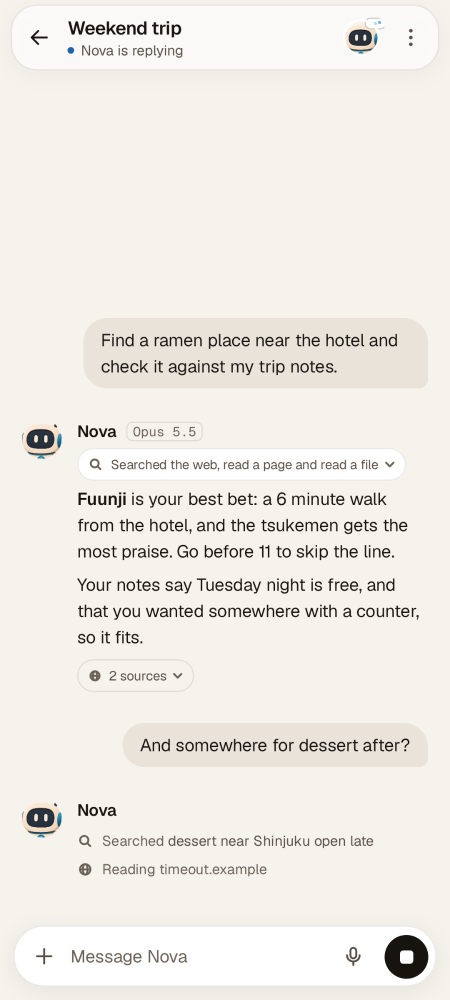 Weekend trip
Nova is replying
Find a ramen place near the hotel and
check it against my trip notes.
Nova Opus 5.5
Searched the web, read a page and read a file
Fuunji is your best bet: a 6 minute walk
from the hotel, and the tsukemen gets the
most praise. Go before 11 to skip the line.
Your notes say Tuesday night is free, and
that you wanted somewhere with a counter,
so it fits.
2 sources
And somewhere for dessert after?
Nova
Searched dessert near Shinjuku open late
Reading timeout.example
Message Nova